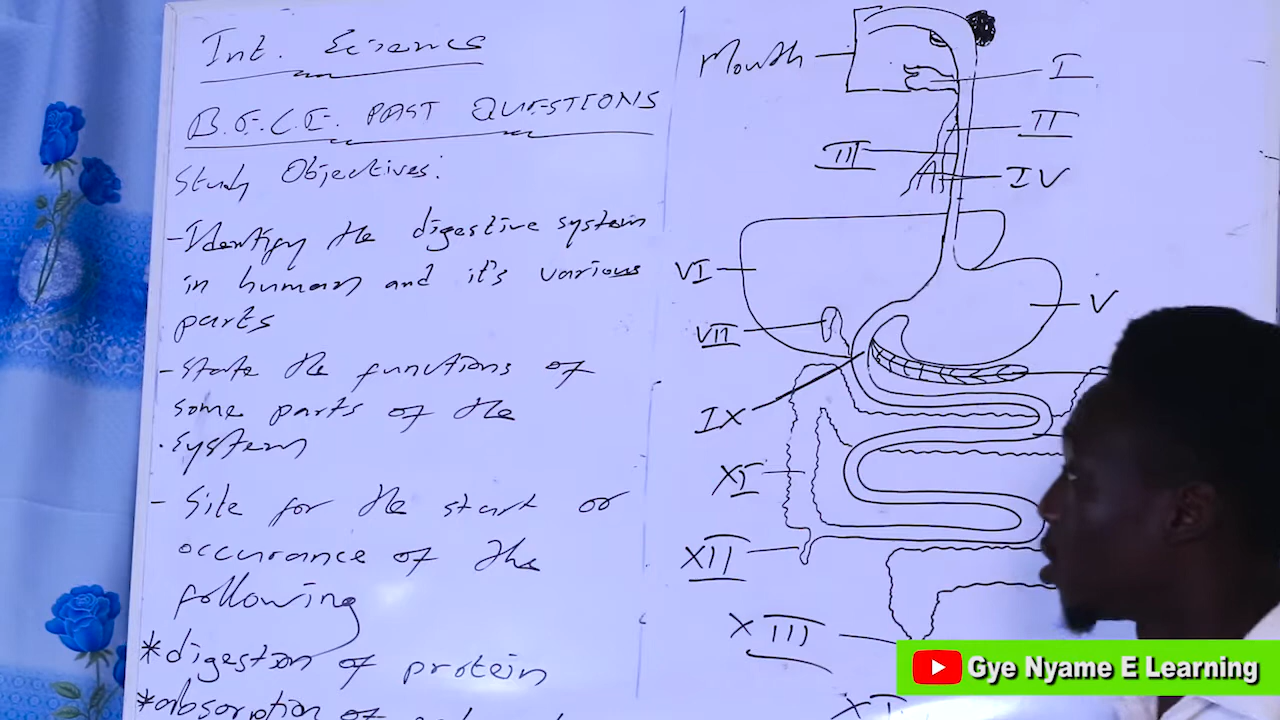 Int. Science
B.E.C.E. PAST QUESTIONS
Study Objectives:
-Identify the digestive system
in human and it's various
parts
-State the functions of
some parts of the
system
- Site for the start or
occurance of the
following
*digestion of protein
*absorption of
Mouth
I
II
III
IV
VI
V
VII
IX
XI
XII
XIII
Gye Nyame E Learning